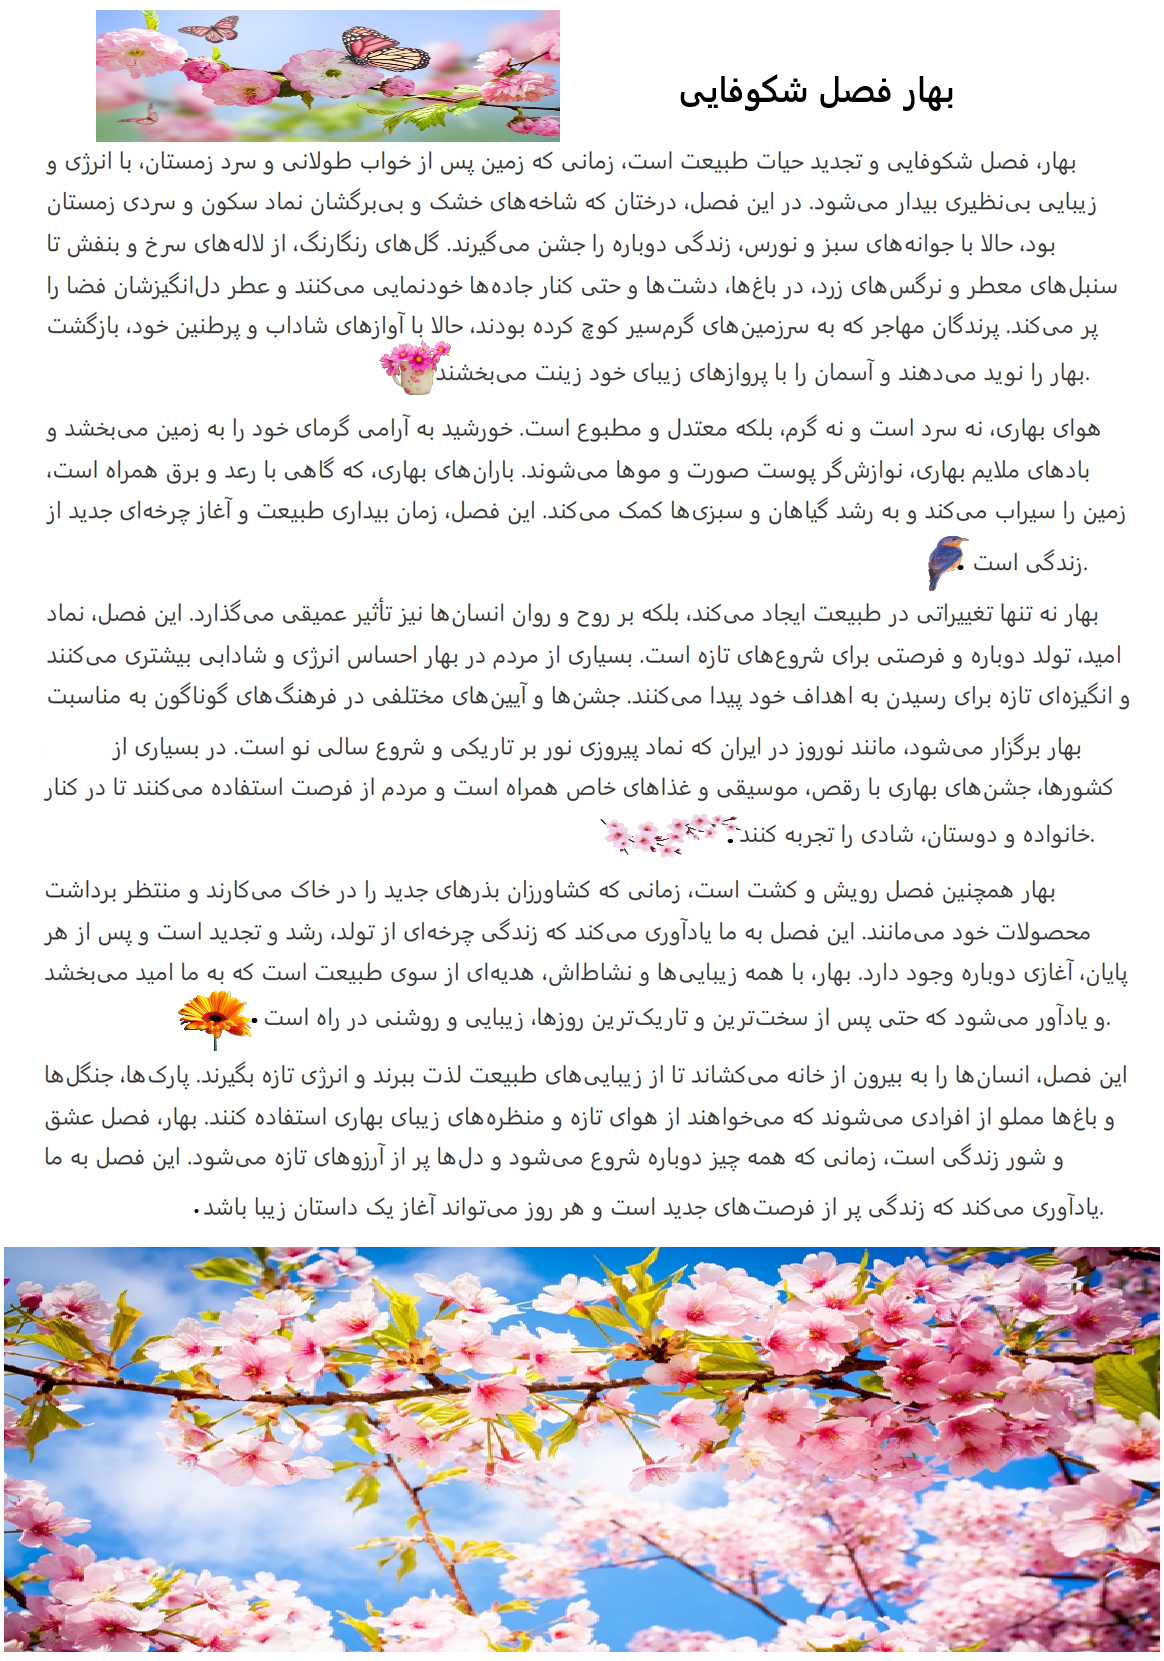 بهار فصل شکوفایی
بهار، فصل شکوفایی و تجدید حیات طبیعت است، زمانی که زمین پس از خواب طولانی و سرد زمستان، با انرژی و
زیبایی بی‌نظیری بیدار می‌شود. در این فصل، درختان که شاخه‌های خشک و بی‌برگشان نماد سکون و سردی زمستان
بود، حالا با جوانه‌های سبز و نورس، زندگی دوباره را جشن می‌گیرند. گل‌های رنگارنگ، از لاله‌های سرخ و بنفش تا
سنبل‌های معطر و نرگس‌های زرد، در باغ‌ها، دشت‌ها و حتی کنار جاده‌ها خودنمایی می‌کنند و عطر دل‌انگیزشان فضا را
پر می‌کند. پرندگان مهاجر که به سرزمین‌های گرم‌سیر کوچ کرده بودند، حالا با آوازهای شاداب و پرطنین خود، بازگشت
.بهار را نوید می‌دهند و آسمان را با پروازهای زیبای خود زینت می‌بخشند
هوای بهاری، نه سرد است و نه گرم، بلکه معتدل و مطبوع است. خورشید به آرامی گرمای خود را به زمین می‌بخشد و
بادهای ملایم بهاری، نوازش‌گر پوست صورت و موها می‌شوند. باران‌های بهاری، که گاهی با رعد و برق همراه است،
زمین را سیراب می‌کند و به رشد گیاهان و سبزی‌ها کمک می‌کند. این فصل، زمان بیداری طبیعت و آغاز چرخه‌ای جدید از
.زندگی است .
بهار نه تنها تغییراتی در طبیعت ایجاد می‌کند، بلکه بر روح و روان انسان‌ها نیز تأثیر عمیقی می‌گذارد. این فصل، نماد
امید، تولد دوباره و فرصتی برای شروع‌های تازه است. بسیاری از مردم در بهار احساس انرژی و شادابی بیشتری می‌کنند
و انگیزه‌ای تازه برای رسیدن به اهداف خود پیدا می‌کنند. جشن‌ها و آیین‌های مختلفی در فرهنگ‌های گوناگون به مناسبت
بهار برگزار می‌شود، مانند نوروز در ایران که نماد پیروزی نور بر تاریکی و شروع سالی نو است. در بسیاری از
کشورها، جشن‌های بهاری با رقص، موسیقی و غذاهای خاص همراه است و مردم از فرصت استفاده می‌کنند تا در کنار
.خانواده و دوستان، شادی را تجربه کنند.
بهار همچنین فصل رویش و کشت است، زمانی که کشاورزان بذرهای جدید را در خاک می‌کارند و منتظر برداشت
محصولات خود می‌مانند. این فصل به ما یادآوری می‌کند که زندگی چرخه‌ای از تولد، رشد و تجدید است و پس از هر
پایان، آغازی دوباره وجود دارد. بهار، با همه زیبایی‌ها و نشاط‌اش، هدیه‌ای از سوی طبیعت است که به ما امید می‌بخشد
.و یادآور می‌شود که حتی پس از سخت‌ترین و تاریک‌ترین روزها، زیبایی و روشنی در راه است .
این فصل، انسان‌ها را به بیرون از خانه می‌کشاند تا از زیبایی‌های طبیعت لذت ببرند و انرژی تازه بگیرند. پارک‌ها، جنگل‌ها
و باغ‌ها مملو از افرادی می‌شوند که می‌خواهند از هوای تازه و منظره‌های زیبای بهاری استفاده کنند. بهار، فصل عشق
و شور زندگی است، زمانی که همه چیز دوباره شروع می‌شود و دل‌ها پر از آرزوهای تازه می‌شود. این فصل به ما
.یادآوری می‌کند که زندگی پر از فرصت‌های جدید است و هر روز می‌تواند آغاز یک داستان زیبا باشد.